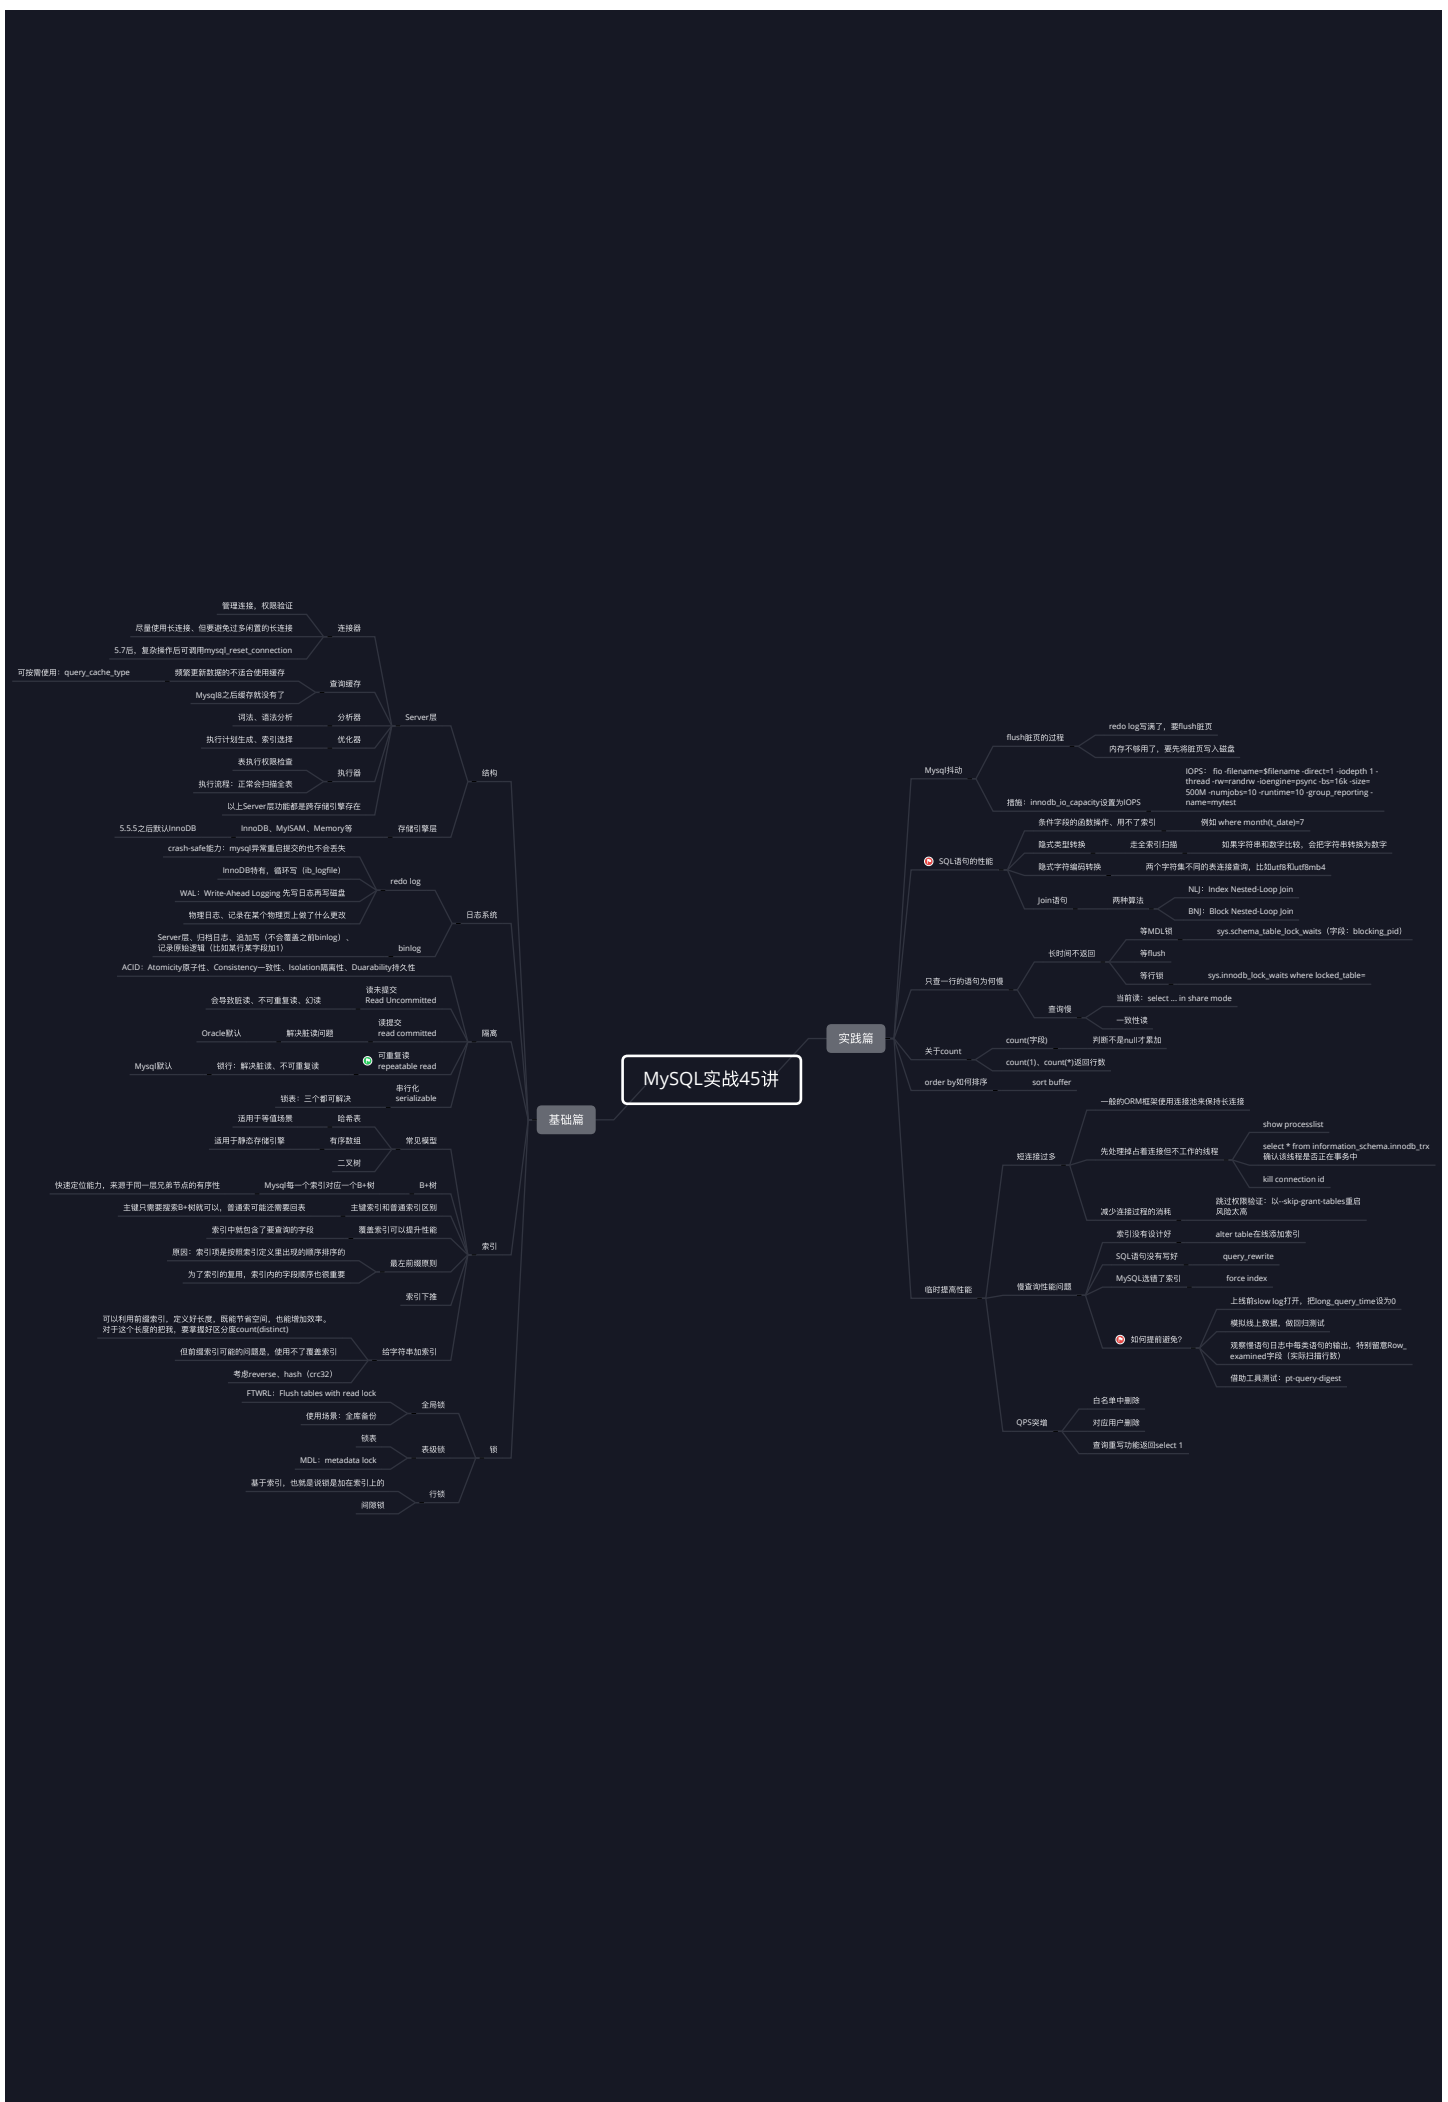 MySQL实战45讲
基础篇
结构
Server层
连接器
管理连接，权限验证
尽量使用长连接、但要避免过多闲置的长连接
5.7后，复杂操作后可调用mysql_reset_connection
查询缓存
频繁更新数据的不适合使用缓存
可按需使用：query_cache_type
Mysql8之后缓存就没有了
分析器
词法、语法分析
优化器
执行计划生成、索引选择
执行器
表执行权限检查
执行流程：正常会扫描全表
以上Server层功能都是跨存储引擎存在
存储引擎层
InnoDB、MyISAM、Memory等
5.5.5之后默认InnoDB
日志系统
redo log
crash-safe能力：mysql异常重启提交的也不会丢失
InnoDB特有，循环写（ib_logfile）
WAL：Write-Ahead Logging 先写日志再写磁盘
物理日志、记录在某个物理页上做了什么更改
binlog
Server层、归档日志、追加写（不会覆盖之前binlog）、
记录原始逻辑（比如某行某字段加1）
隔离
ACID：Atomicity原子性、Consistency一致性、Isolation隔离性、Duarability持久性
读未提交
Read Uncommitted
会导致脏读、不可重复读、幻读
读提交
read committed
解决脏读问题
Oracle默认
可重复读
repeatable read
锁行：解决脏读、不可重复读
Mysql默认
串行化
serializable
锁表：三个都可解决
索引
常见模型
哈希表
适用于等值场景
有序数组
适用于静态存储引擎
二叉树
B+树
Mysql每一个索引对应一个B+树
快速定位能力，来源于同一层兄弟节点的有序性
主键索引和普通索引区别
主键只需要搜索B+树就可以，普通索可能还需要回表
覆盖索引可以提升性能
索引中就包含了要查询的字段
最左前缀原则
原因：索引项是按照索引定义里出现的顺序排序的
为了索引的复用，索引内的字段顺序也很重要
索引下推
给字符串加索引
可以利用前缀索引，定义好长度，既能节省空间，也能增加效率。
对于这个长度的把我，要掌握好区分度count(distinct)
但前缀索引可能的问题是，使用不了覆盖索引
考虑reverse、hash（crc32）
锁
全局锁
FTWRL：Flush tables with read lock
使用场景：全库备份
表级锁
锁表
MDL：metadata lock
行锁
基于索引，也就是说锁是加在索引上的
间隙锁
实践篇
Mysql抖动
flush脏页的过程
redo log写满了，要flush脏页
内存不够用了，要先将脏页写入磁盘
措施：innodb_io_capacity设置为IOPS
IOPS： fio -filename=$filename -direct=1 -iodepth 1 -
thread -rw=randrw -ioengine=psync -bs=16k -size=
500M -numjobs=10 -runtime=10 -group_reporting -
name=mytest
SQL语句的性能
条件字段的函数操作、用不了索引
例如 where month(t_date)=7
隐式类型转换
走全索引扫描
如果字符串和数字比较，会把字符串转换为数字
隐式字符编码转换
两个字符集不同的表连接查询，比如utf8和utf8mb4
Join语句
两种算法
NLJ：Index Nested-Loop Join
BNJ：Block Nested-Loop Join
只查一行的语句为何慢
长时间不返回
等MDL锁
sys.schema_table_lock_waits（字段：blocking_pid）
等flush
等行锁
sys.innodb_lock_waits where locked_table=
查询慢
当前读：select ... in share mode
一致性读
关于count
count(字段)
判断不是null才累加
count(1)、count(*)返回行数
order by如何排序
sort buffer
临时提高性能
短连接过多
一般的ORM框架使用连接池来保持长连接
先处理掉占着连接但不工作的线程
show processlist
select * from information_schema.innodb_trx
确认该线程是否正在事务中
kill connection id
减少连接过程的消耗
跳过权限验证：以--skip-grant-tables重启
风险太高
慢查询性能问题
索引没有设计好
alter table在线添加索引
SQL语句没有写好
query_rewrite
MySQL选错了索引
force index
如何提前避免?
上线前slow log打开，把long_query_time设为0
模拟线上数据，做回归测试
观察慢语句日志中每类语句的输出，特别留意Row_
examined字段（实际扫描行数）
借助工具测试：pt-query-digest
QPS突增
白名单中删除
对应用户删除
查询重写功能返回select 1